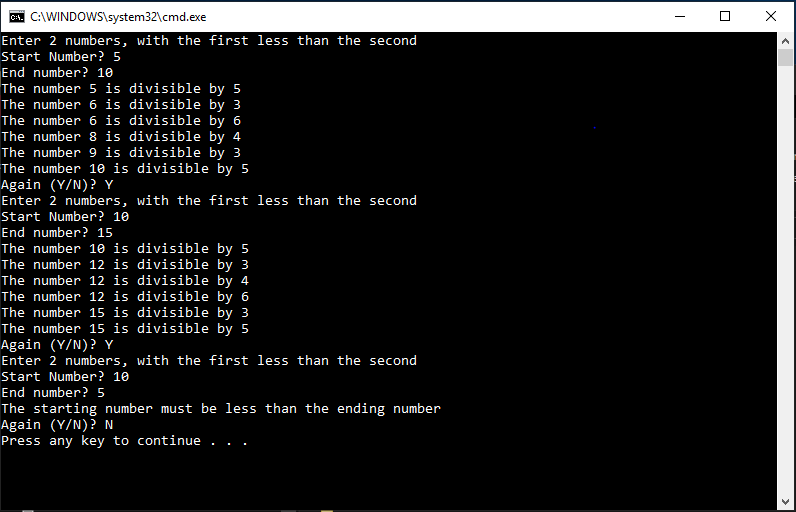 C:\WINDOWS\system32\cmd.exe
Enter 2 numbers, with the first less than the second
Start Number? 5
End number? 10
The number 5 is divisible by 5
The number 6 is divisible by 3
The number 6 is divisible by 6
The number 8 is divisible by 4
The number 9 is divisible by 3
The number 10 is divisible by 5
Again (Y/N)? Y
Enter 2 numbers, with the first less than the second
Start Number? 10
End number? 15
The number 10 is divisible by 5
The number 12 is divisible by 3
The number 12 is divisible by 4
The number 12 is divisible by 6
The number 15 is divisible by 3
The number 15 is divisible by 5
Again (Y/N)? Y
Enter 2 numbers, with the first less than the second
Start Number? 10
End number? 5
The starting number must be less than the ending number
Again (Y/N)? N
Press any key to continue . . .